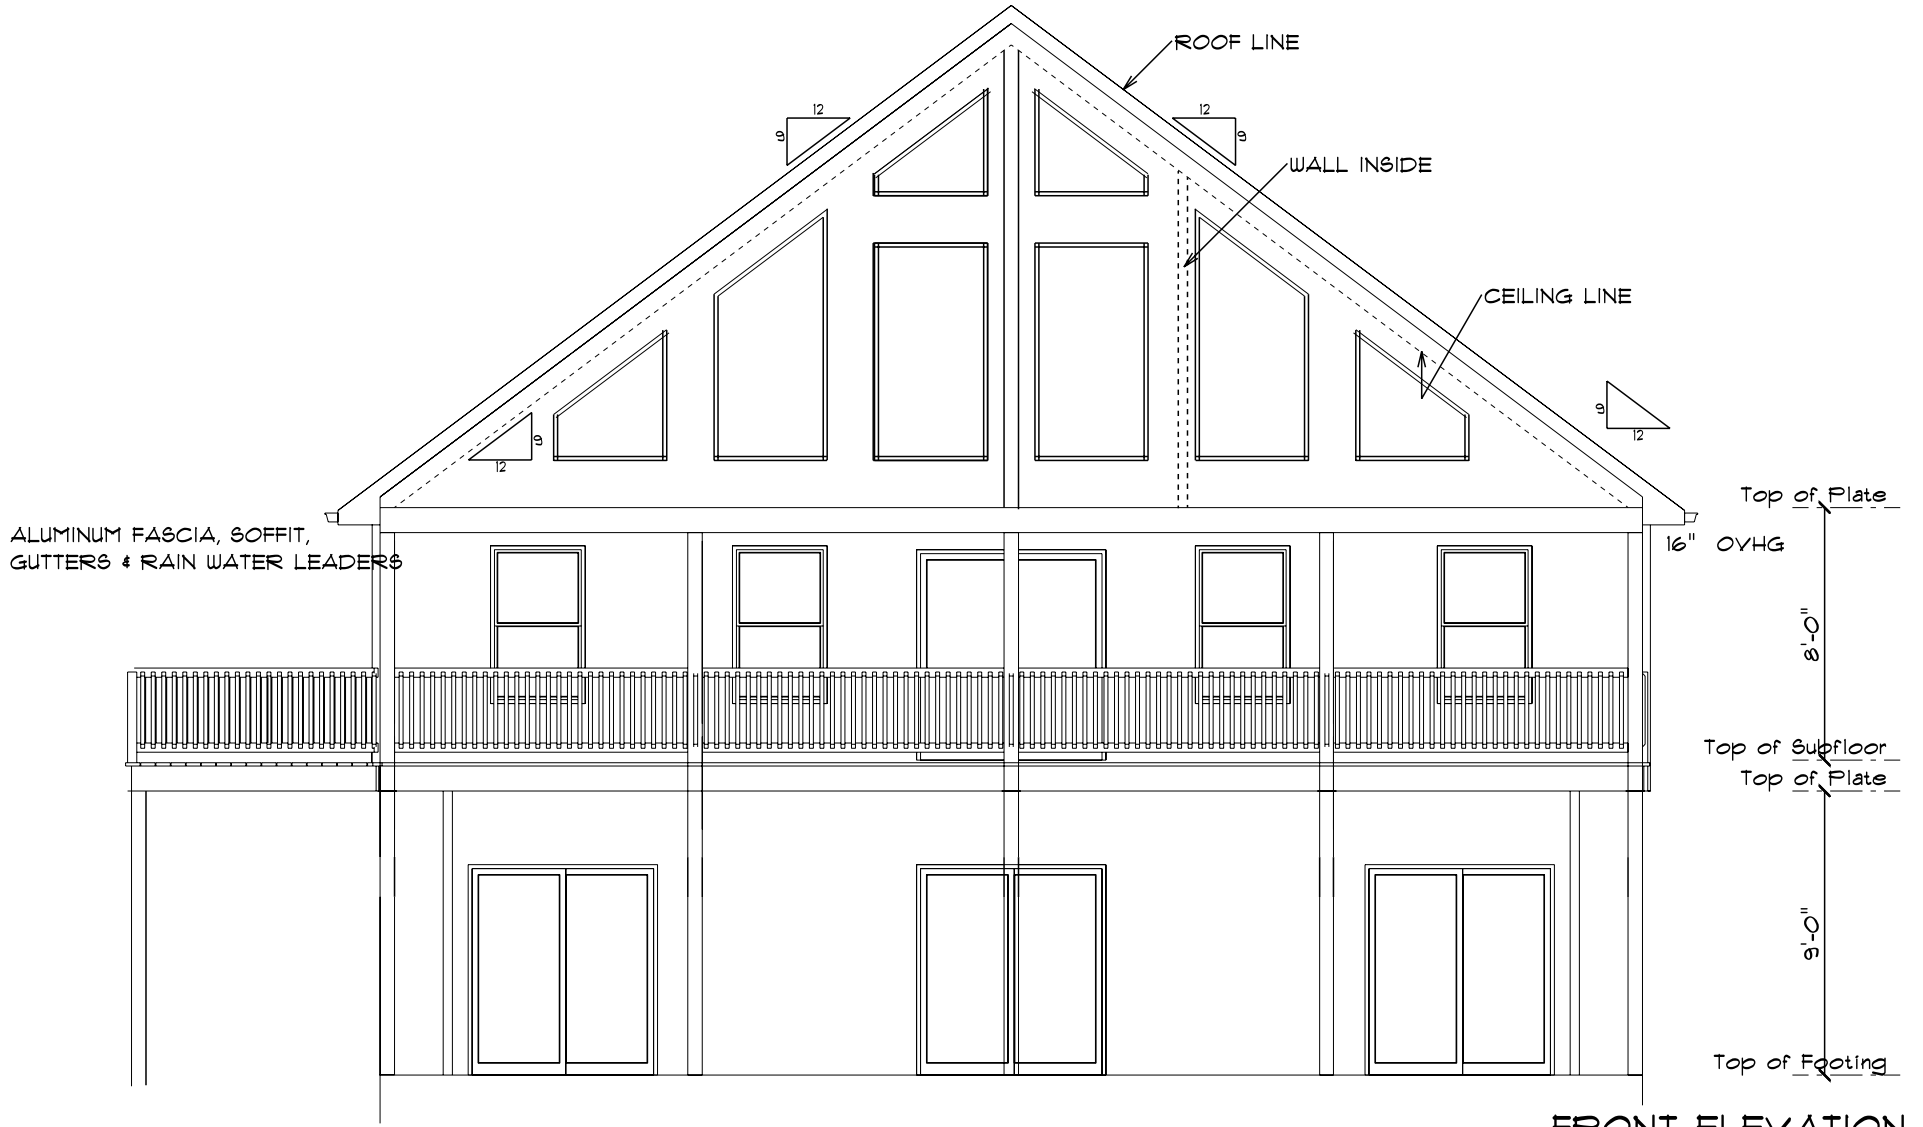 ROOF LINE
12
9
12
9
WALL INSIDE
CEILING LINE
9
12
9
12
Top of Plate
ALUMINUM FASCIA, SOFFIT,
GUTTERS & RAIN WATER LEADERS
16" OVHG
8'-0"
Top of Subfloor
Top of Plate
9'-0"
Top of Footing
FRONT ELEVATION